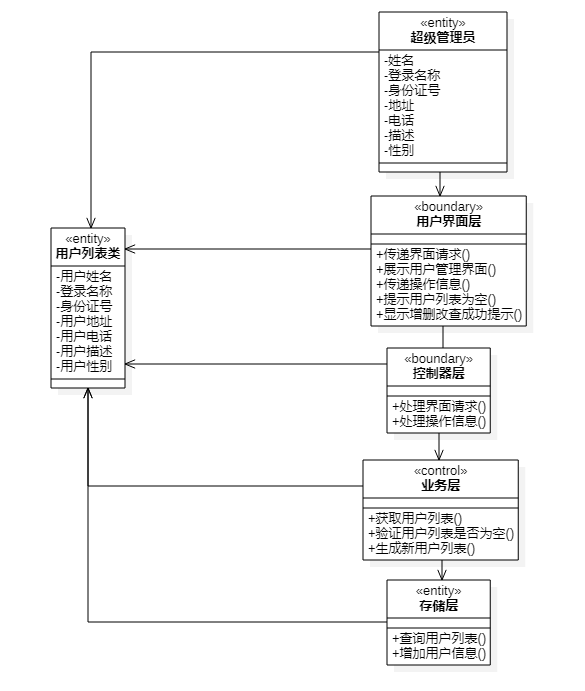 «entity»
超级管理员
-姓名
-登录名称
-身份证号
-地址
-电话
-描述
-性别
«boundary»
用户界面层
+传递界面请求()
+展示用户管理界面()
+传递操作信息()
+提示用户列表为空()
+显示增删改查成功提示()
«entity»
用户列表类
-用户姓名
-登录名称
-身份证号
-用户地址
-用户电话
-用户描述
-用户性别
«boundary»
控制器层
+处理界面请求()
+处理操作信息()
«control»
业务层
+获取用户列表()
+验证用户列表是否为空()
+生成新用户列表()
«entity»
存储层
+查询用户列表()
+增加用户信息()